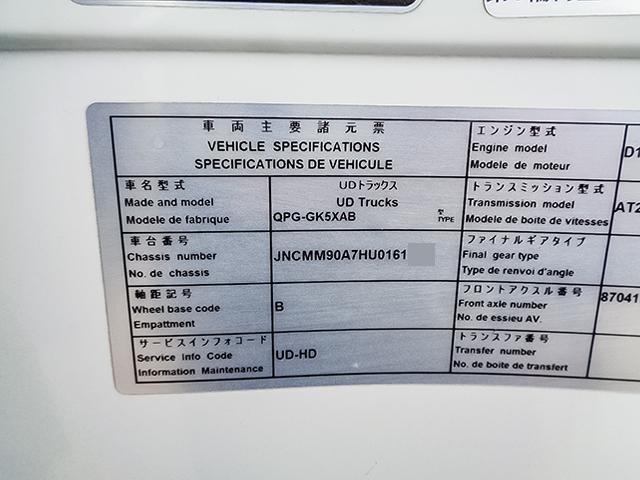 車両主要諸元票
VEHICLE SPECIFICATIONS
SPECIFICATIONS DE VEHICULE
エンジン型式
Engine model
Modele de moteur
D1
車名型式
Made and model
Modele de fabrique
UDトラックス
UD Trucks
QPG-GK5XAB
型
TYPE
トランスミッション型式
Transmission model
Modele de boite de vitesses
AT2
車台番号
Chassis number
No. de chassis
JNCMM90A7HU0161
ファイナルギアタイプ
Final gear type
Type de renvoi d'angle
軸距記号
Wheel base code
Empattment
B
フロントアクスル番号
Front axle number
No. de essieu AV.
87041
サービスインフォコード
Service Info Code
Information Maintenance
UD-HD
トランスファ番号
Transfer number
No. de boite de transfert